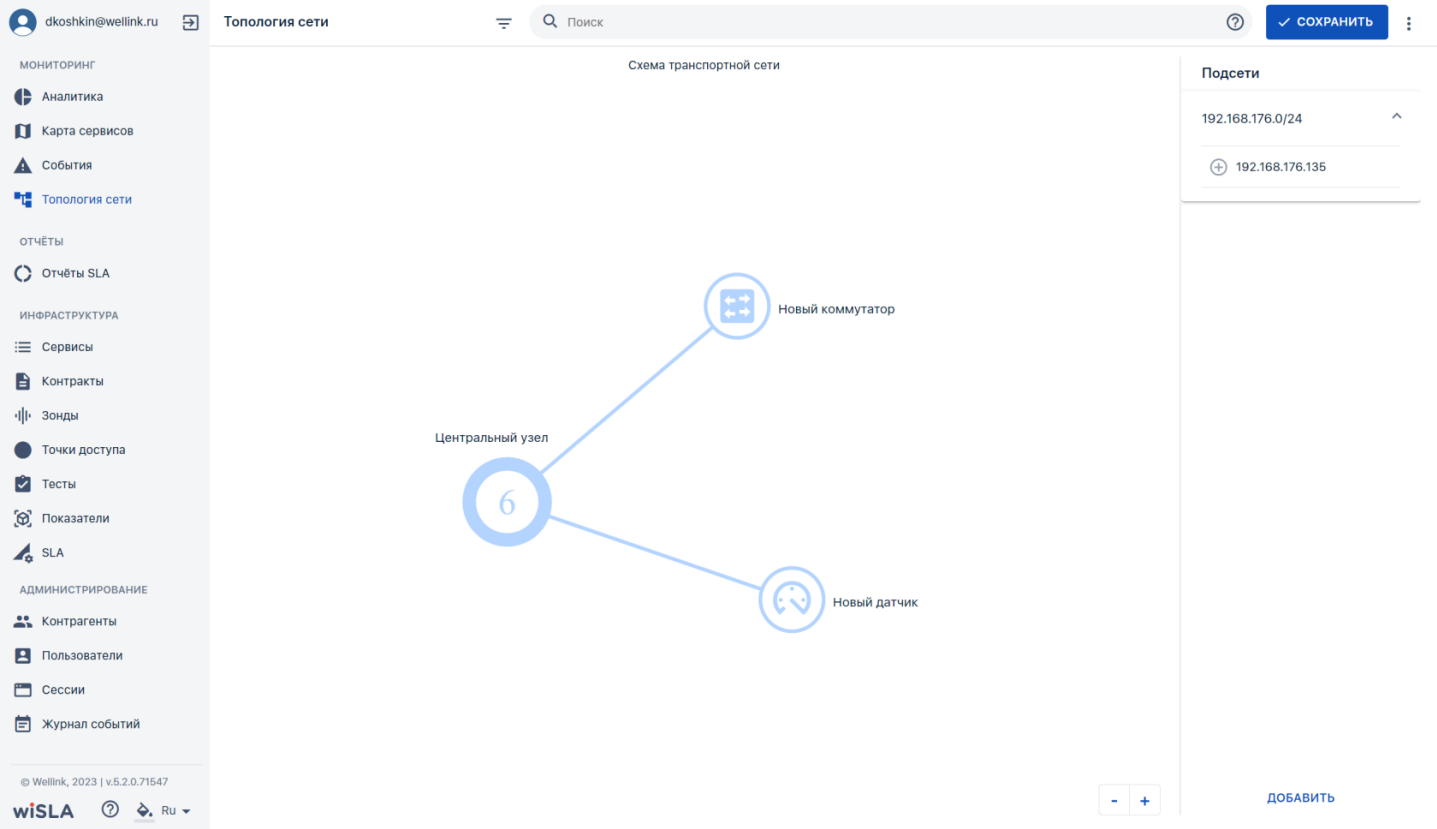 dkoshkin@wellink.ru
МОНИТОРИНГ
Аналитика
Карта сервисов
События
Топология сети
ОТЧЁТЫ
Отчёты SLA
ИНФРАСТРУКТУРА
Сервисы
Контракты
Зонды
Точки доступа
Тесты
Показатели
SLA
АДМИНИСТРИРОВАНИЕ
Контрагенты
Пользователи
Сессии
Журнал событий
© Wellink, 2023 | v.5.2.0.71547
wiSLA
Ru
Топология сети
Поиск
СОХРАНИТЬ
Схема транспортной сети
Новый коммутатор
Центральный узел
6
Новый датчик
- +
Подсети
192.168.176.0/24
192.168.176.135
ДОБАВИТЬ